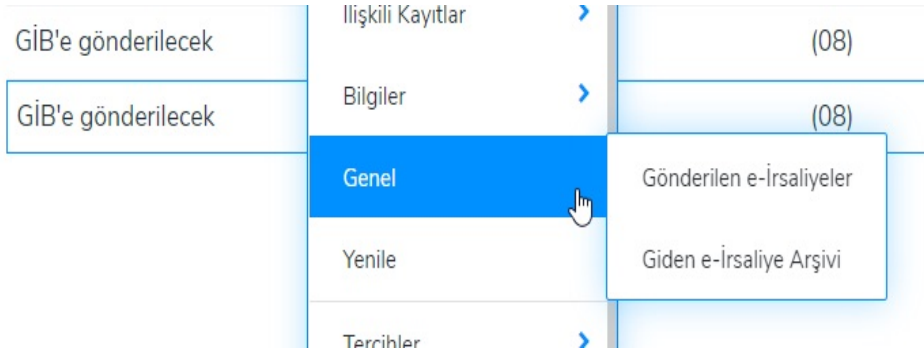 İlişkili Kayıtlar
GİB'e gönderilecek (08)
Bilgiler
GİB'e gönderilecek (08)
Genel
Gönderilen e-İrsaliyeler
Yenile
Giden e-İrsaliye Arşivi
Tercihler